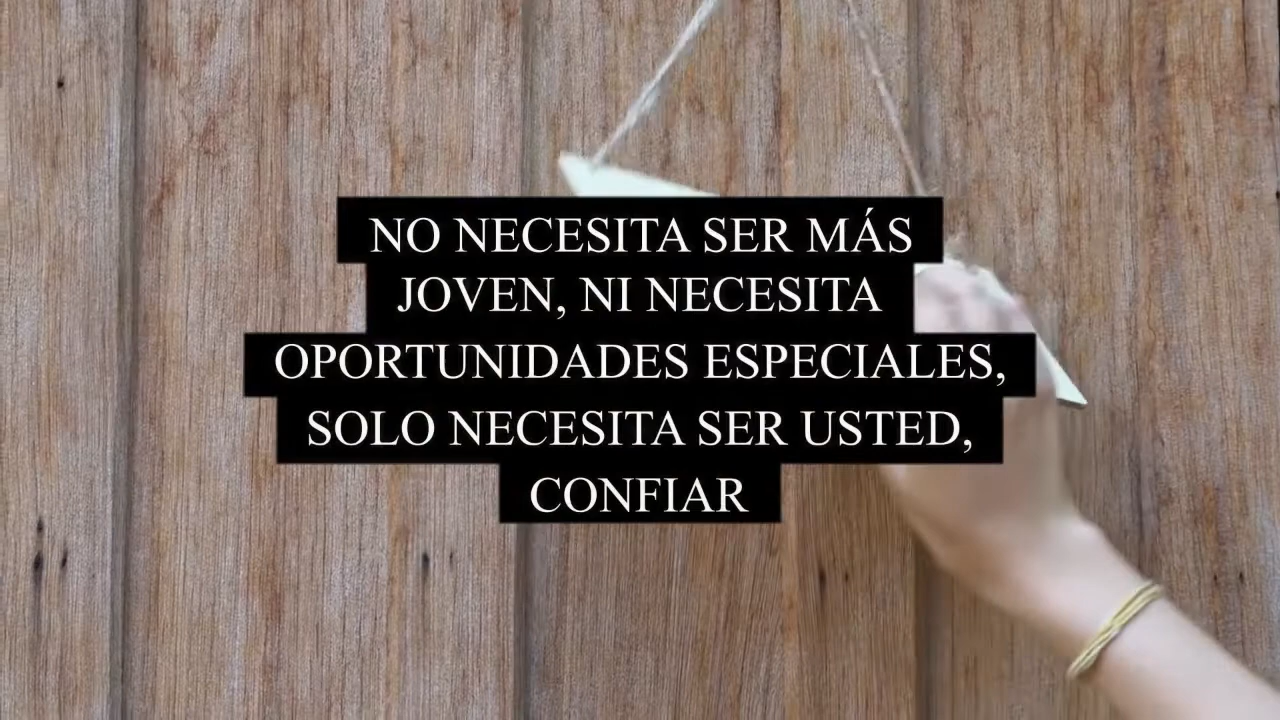 NO NECESITA SER MÁS
JOVEN, NI NECESITA
OPORTUNIDADES ESPECIALES,
SOLO NECESITA SER USTED,
CONFIAR